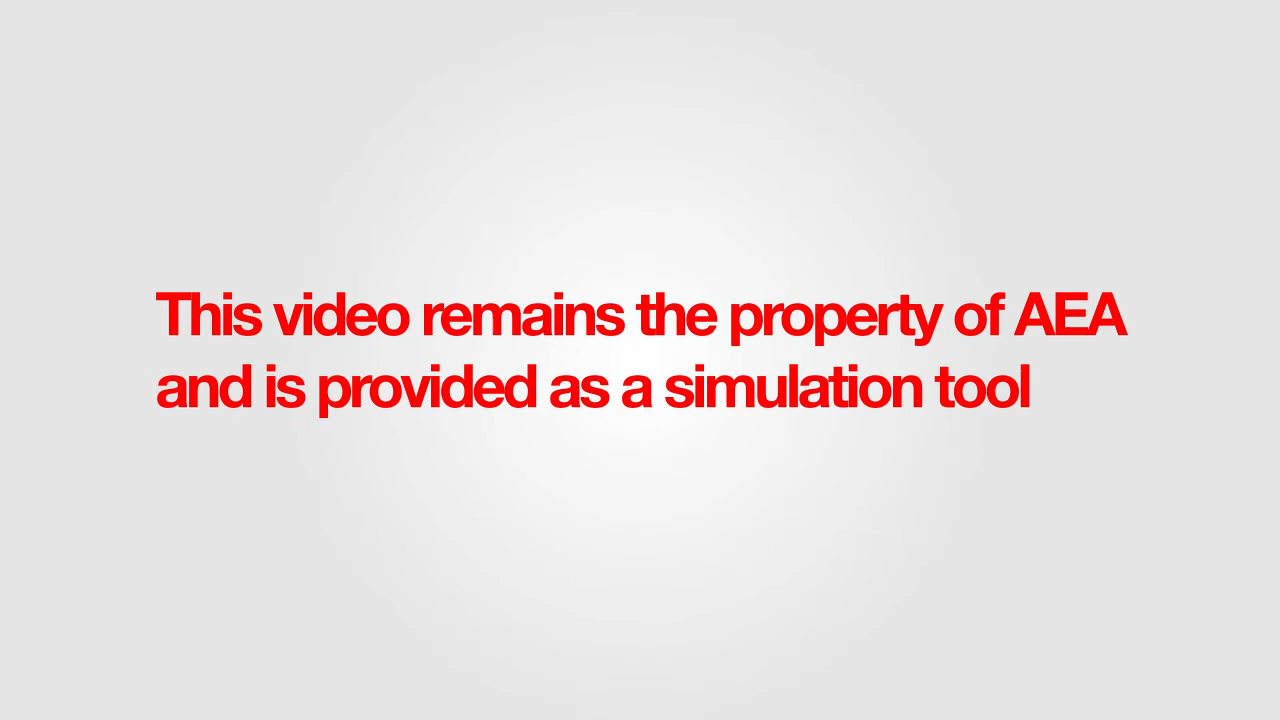 This video remains the property of AEA
and is provided as a simulation tool